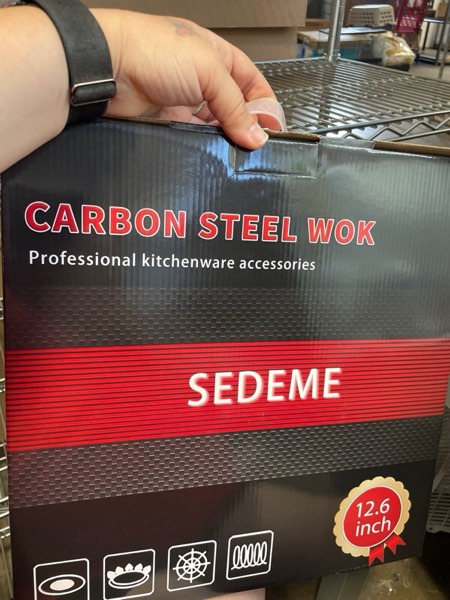 CARBON STEEL WOK
Professional kitchenware accessories
SEDEME
12.6
inch